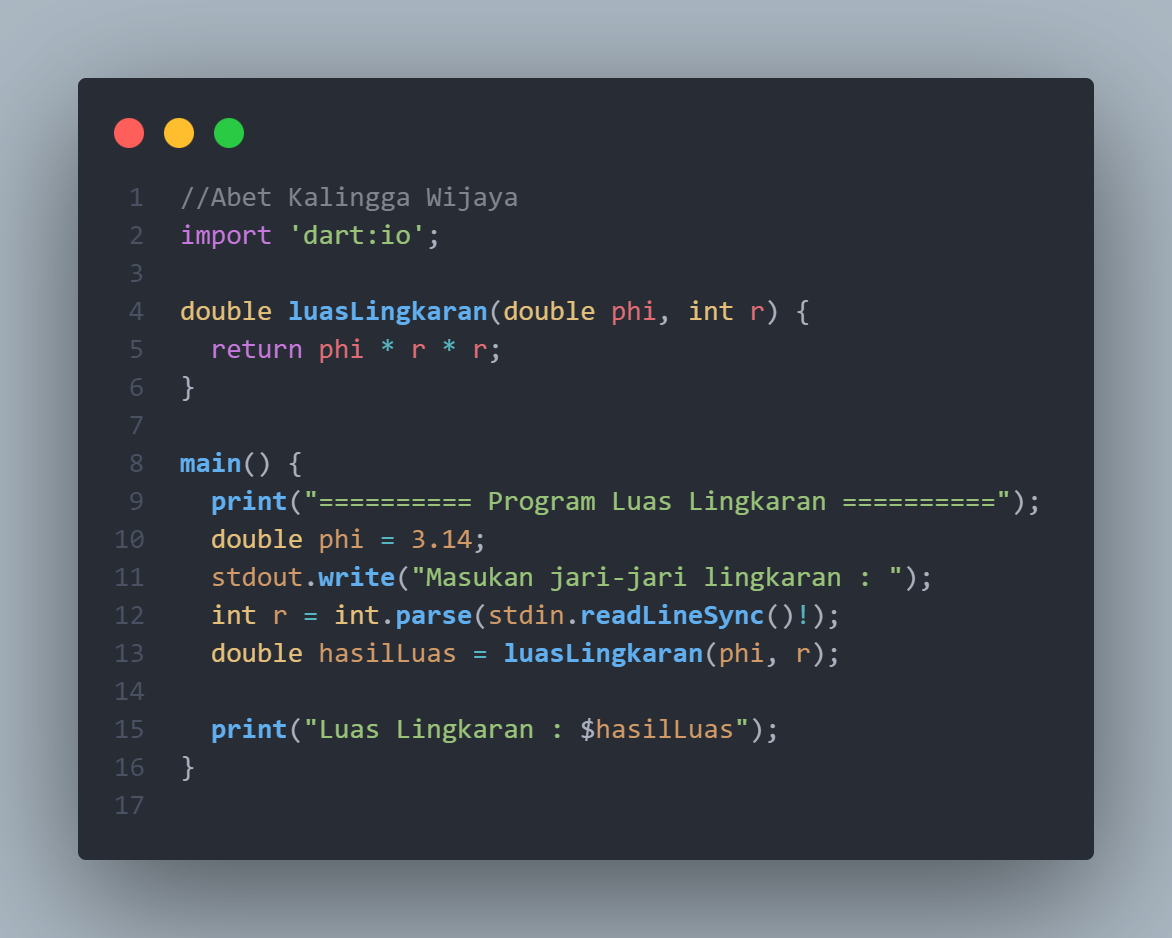 1 //Abet Kalingga Wijaya
2 import 'dart:io';
3
4 double luasLingkaran(double phi, int r) {
5   return phi * r * r;
6 }
7
8 main() {
9   print("========== Program Luas Lingkaran ==========");
10   double phi = 3.14;
11   stdout.write("Masukan jari-jari lingkaran : ");
12   int r = int.parse(stdin.readLineSync()!);
13   double hasilLuas = luasLingkaran(phi, r);
14
15   print("Luas Lingkaran : $hasilLuas");
16 }
17